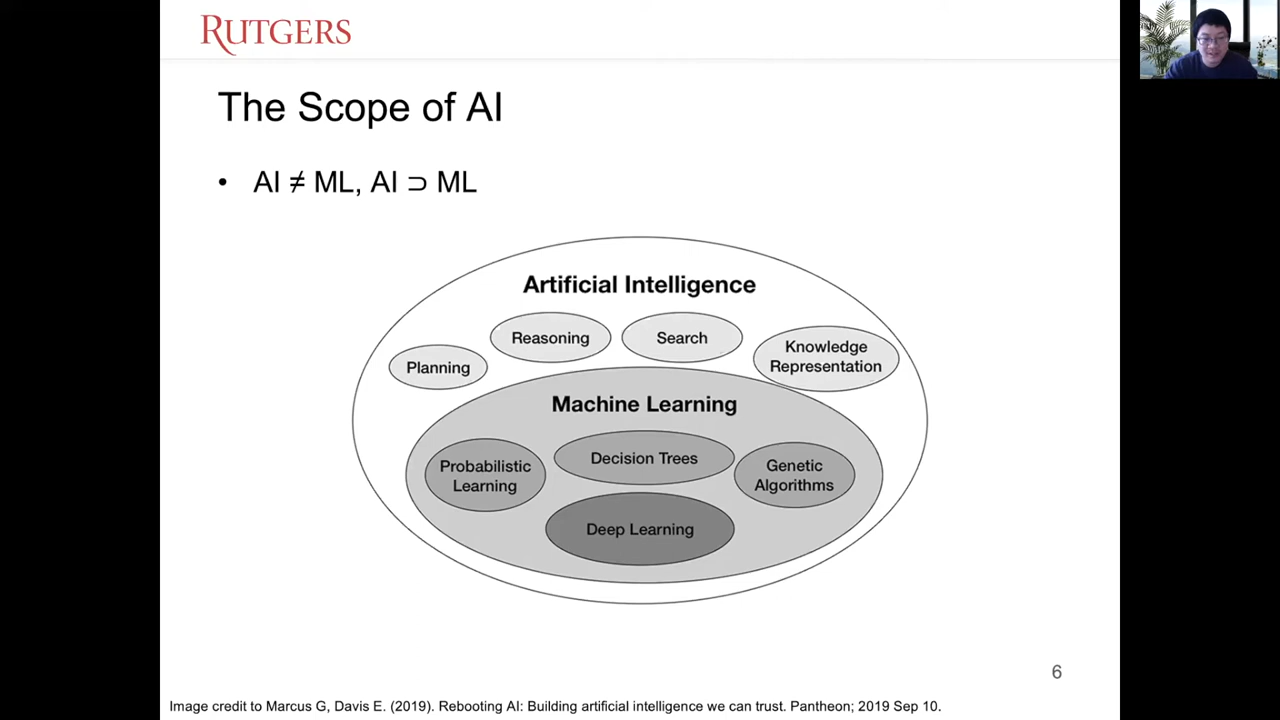 RUTGERS
The Scope of AI
• AI ≠ ML, AI ⊃ ML
Artificial Intelligence
Reasoning
Search
Knowledge
Representation
Planning
Machine Learning
Probabilistic
Learning
Decision Trees
Genetic
Algorithms
Deep Learning
6
Image credit to Marcus G, Davis E. (2019). Rebooting AI: Building artificial intelligence we can trust. Pantheon; 2019 Sep 10.